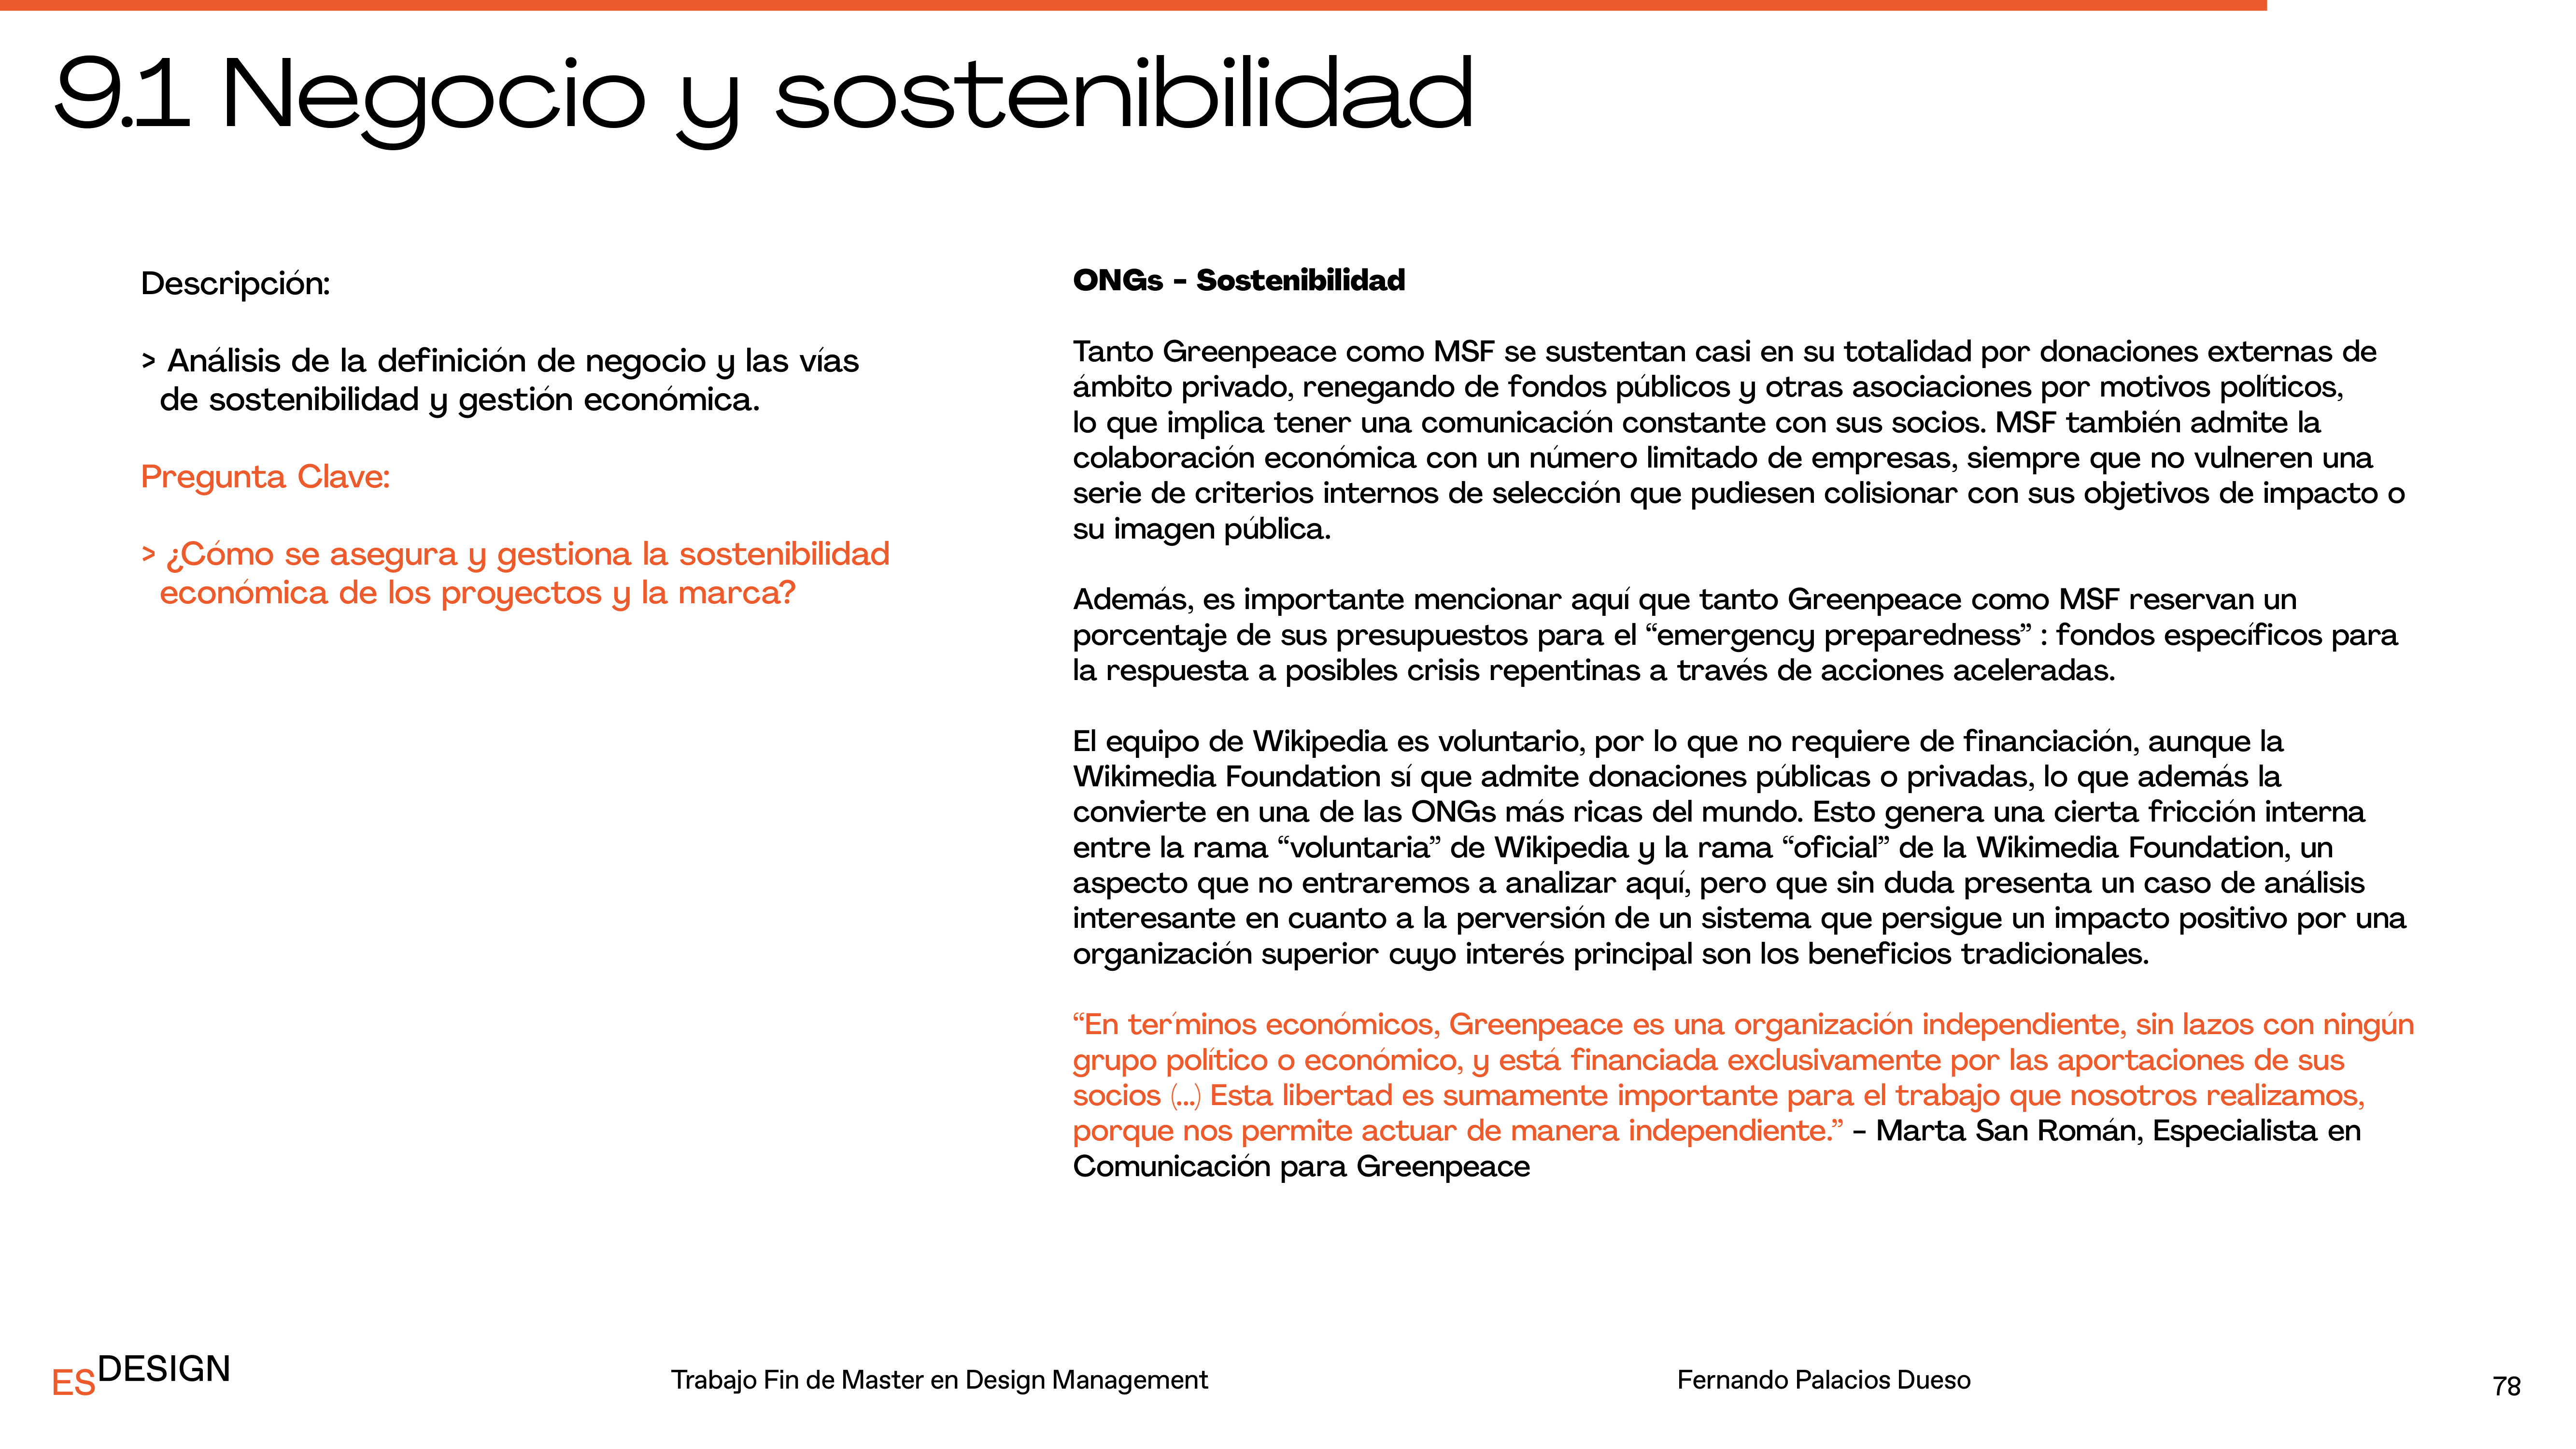 9.1 Negocio y sostenibilidad
Descripción:
> Análisis de la definición de negocio y las vías
de sostenibilidad y gestión económica.
Pregunta Clave:
> ¿Cómo se asegura y gestiona la sostenibilidad
económica de los proyectos y la marca?
ONGs - Sostenibilidad
Tanto Greenpeace como MSF se sustentan casi en su totalidad por donaciones externas de
ámbito privado, renegando de fondos públicos y otras asociaciones por motivos políticos,
lo que implica tener una comunicación constante con sus socios. MSF también admite la
colaboración económica con un número limitado de empresas, siempre que no vulneren una
serie de criterios internos de selección que pudiesen colisionar con sus objetivos de impacto o
su imagen pública.
Además, es importante mencionar aquí que tanto Greenpeace como MSF reservan un
porcentaje de sus presupuestos para el “emergency preparedness” : fondos específicos para
la respuesta a posibles crisis repentinas a través de acciones aceleradas.
El equipo de Wikipedia es voluntario, por lo que no requiere de financiación, aunque la
Wikimedia Foundation sí que admite donaciones públicas o privadas, lo que además la
convierte en una de las ONGs más ricas del mundo. Esto genera una cierta fricción interna
entre la rama “voluntaria” de Wikipedia y la rama “oficial” de la Wikimedia Foundation, un
aspecto que no entraremos a analizar aquí, pero que sin duda presenta un caso de análisis
interesante en cuanto a la perversión de un sistema que persigue un impacto positivo por una
organización superior cuyo interés principal son los beneficios tradicionales.
“En teŕminos económicos, Greenpeace es una organización independiente, sin lazos con ningún
grupo político o económico, y está financiada exclusivamente por las aportaciones de sus
socios (...) Esta libertad es sumamente importante para el trabajo que nosotros realizamos,
porque nos permite actuar de manera independiente.” - Marta San Román, Especialista en
Comunicación para Greenpeace
ESDESIGN
Trabajo Fin de Master en Design Management
Fernando Palacios Dueso
78